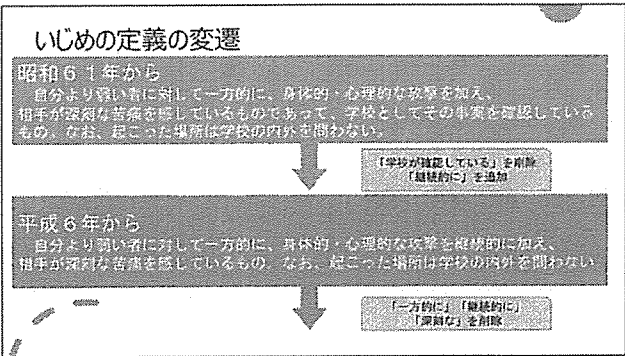 いじめの定義の変遷
昭和61年から
自分より弱い者に対して一方的に、身体的・心理的な攻撃を加え、
相手が深刻な苦痛を感じているものであって、学校としてその事実を確認している
もの。なお、起こった場所は学校の内外を問わない。
「学校が確認している」を削除
「継続的に」を追加
平成6年から
自分より弱い者に対して一方的に、身体的・心理的な攻撃を継続的に加え、
相手が深刻な苦痛を感じているもの。なお、起こった場所は学校の内外を問わない
「一方的に」「継続的に」
「深刻な」を削除